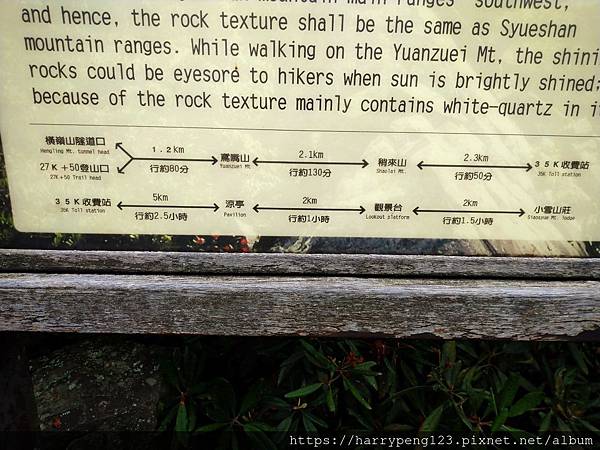 and hence, the rock texture shall be the same as Syueshan
mountain ranges. While walking on the Yuanzuei Mt, the shini
rocks could be eyesore to hikers when sun is brightly shined;
because of the rock texture mainly contains white-quartz in i
橫嶺山隧道口
Hengling Mt. tunnel head
27K+50登山口
27K+50 Trail head
1.2km
行約80分
鳶嘴山
Yuanzuei Mt.
2.1km
行約130分
稍來山
Shaolai Mt.
2.3km
行約50分
35K收費站
35K Toll station
35K收費站
35K Toll station
5km
行約2.5小時
涼亭
Pavilion
2km
行約1小時
觀景台
Lookout platform
2km
行約1.5小時
小雪山莊
Siaosyue Mt. lodge
https://harrypeng123.pixnet.net/album